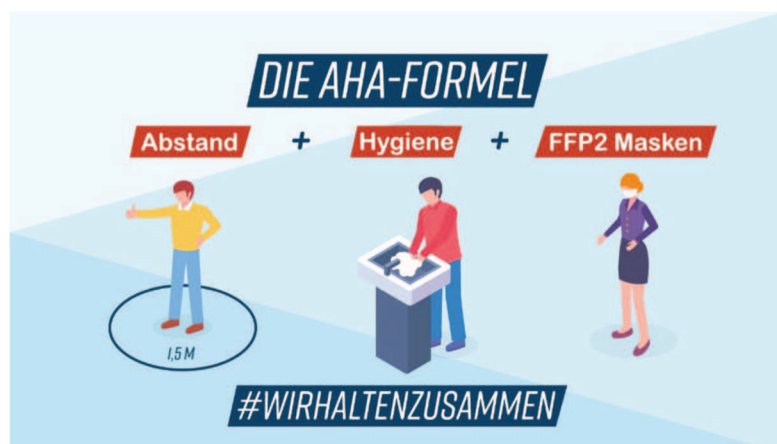 DIE AHA-FORMEL
Abstand + Hygiene + FFP2 Masken
1,5 M
#WIRHALTENZUSAMMEN